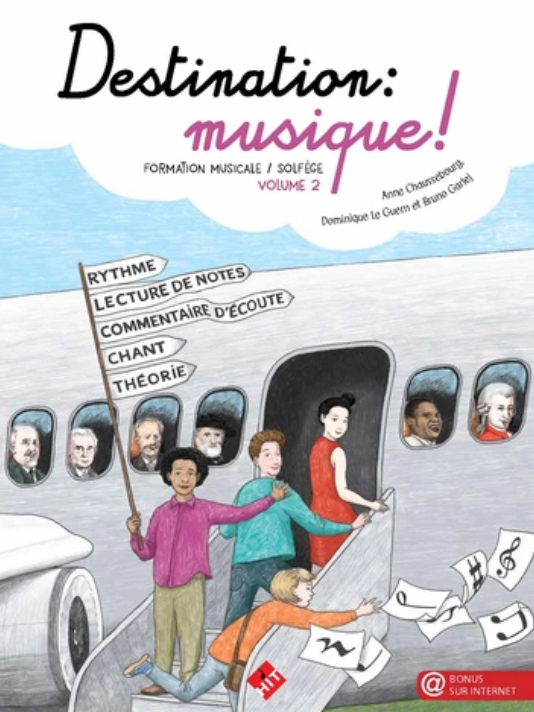 Destination:
musique!
FORMATION MUSICALE / SOLFÈGE
VOLUME 2
Anne Chaussebourg,
Dominique Le Guern et Bruno Garlej
RYTHME
LECTURE DE NOTES
COMMENTAIRE D'ÉCOUTE
CHANT
THÉORIE
HIT
@ BONUS
SUR INTERNET